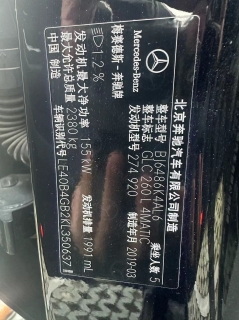 Mercedes-Benz
北京奔驰汽车有限公司制造
梅赛德斯-奔驰牌
整车型号 BJ6486K4AL6 乘坐人数 5
1.2%
整车标志 GLC 260 L 4MATIC
发动机型号 274 920 制造年月 2019-03
发动机最大净功率 155 kW 发动机排量 1991 mL
最大允许总质量 2380 kg
车辆识别代号 LE40B4GB2KL350637
中国 制造